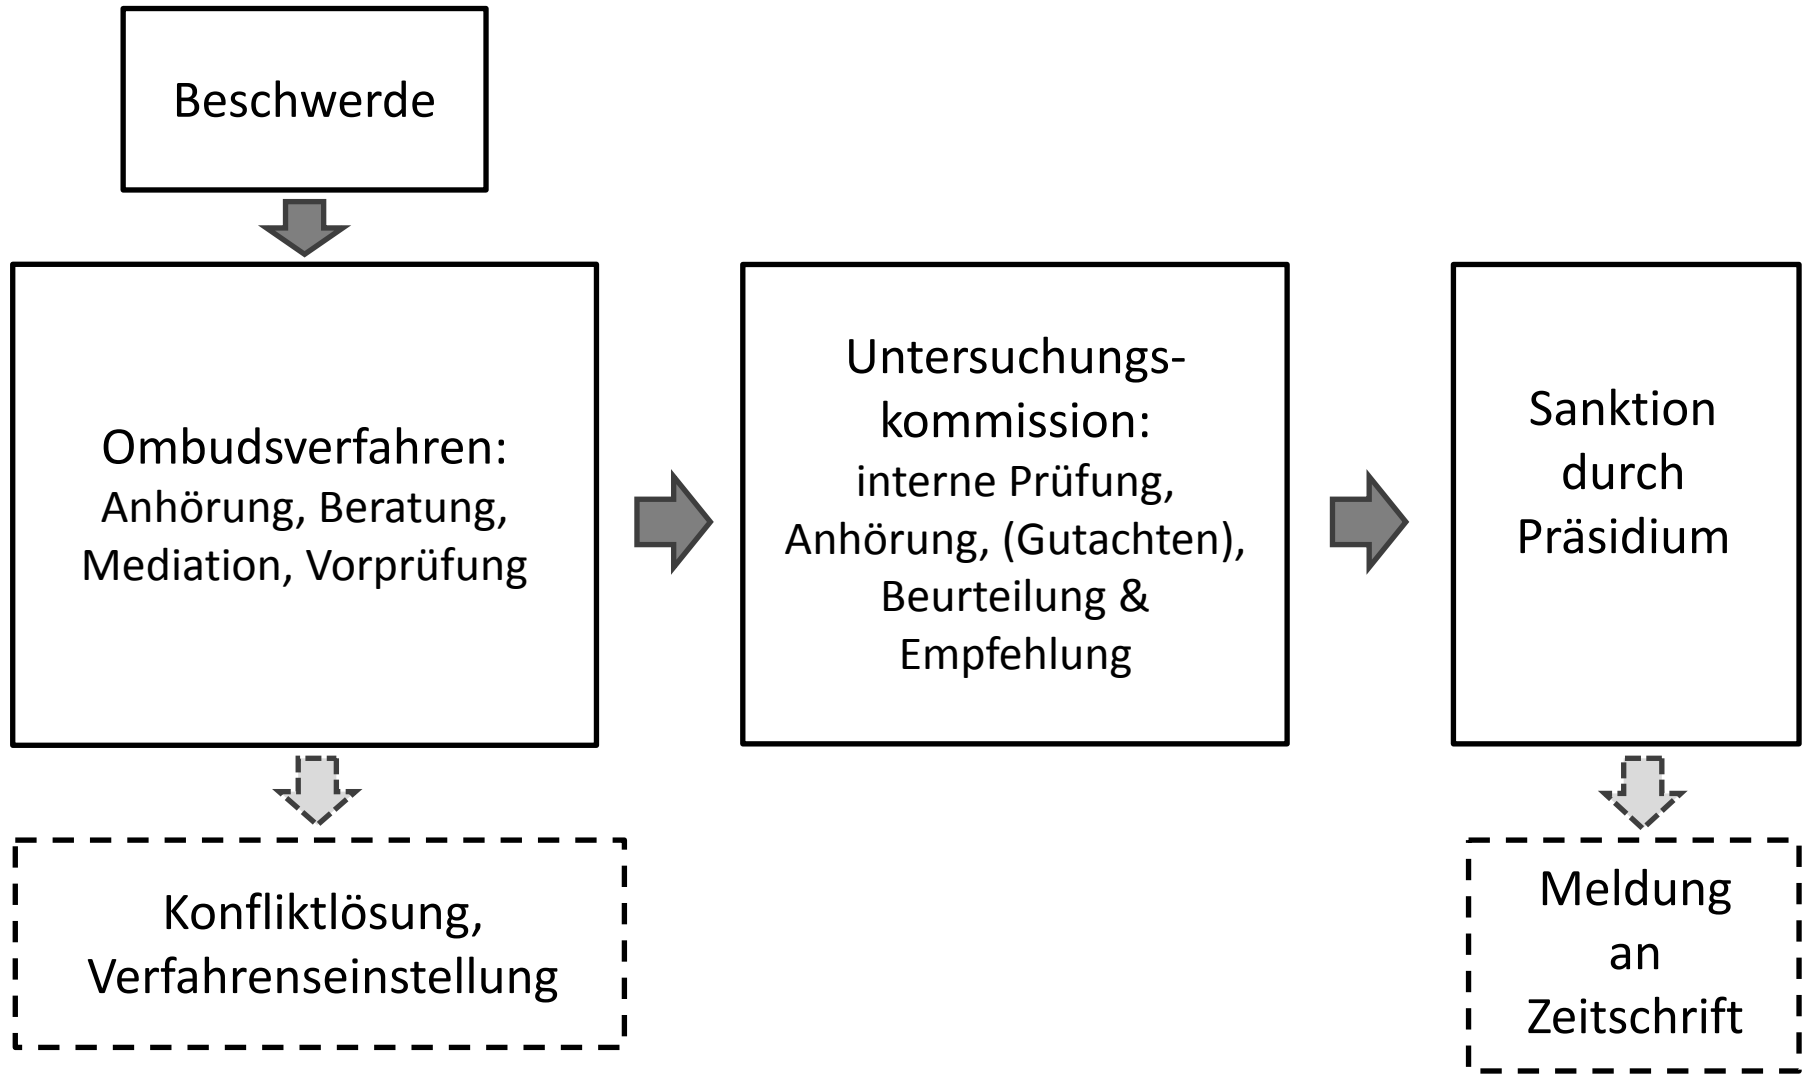 Beschwerde
Ombudsverfahren:
Anhörung, Beratung,
Mediation, Vorprüfung
Untersuchungs-
kommission:
interne Prüfung,
Anhörung, (Gutachten),
Beurteilung &
Empfehlung
Sanktion
durch
Präsidium
Konfliktlösung,
Verfahrenseinstellung
Meldung
an
Zeitschrift